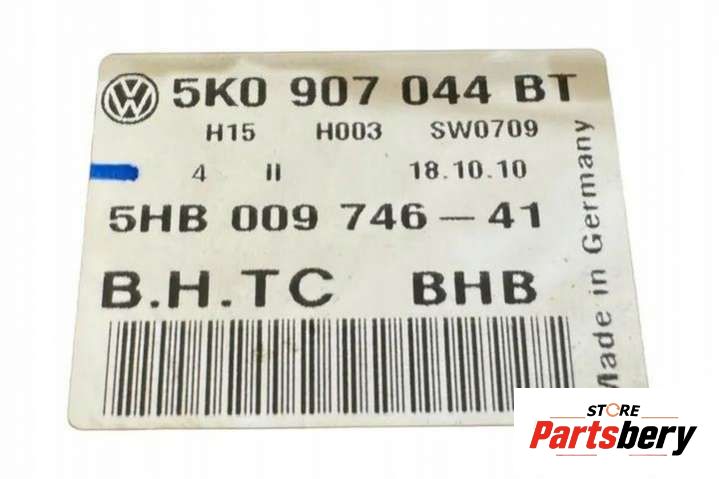 VW 5K0 907 044 BT
H15 H003 SW0709
4 II 18.10.10
5HB 009 746-41
B.H.TC BHB
Made in Germany
STORE
Partsbery